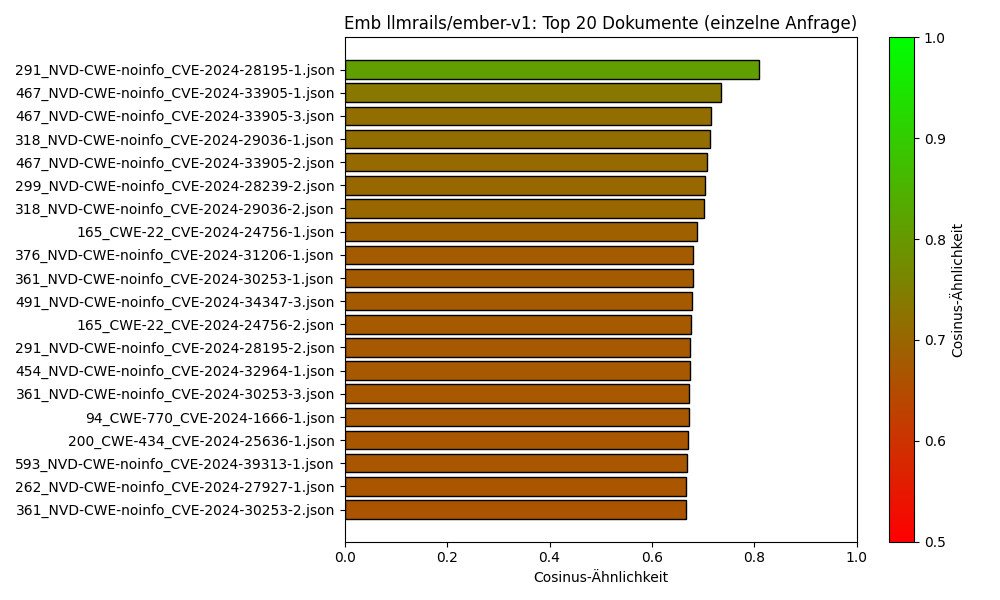 Emb llmrails/ember-v1: Top 20 Dokumente (einzelne Anfrage)
291_NVD-CWE-noinfo_CVE-2024-28195-1.json
467_NVD-CWE-noinfo_CVE-2024-33905-1.json
467_NVD-CWE-noinfo_CVE-2024-33905-3.json
318_NVD-CWE-noinfo_CVE-2024-29036-1.json
467_NVD-CWE-noinfo_CVE-2024-33905-2.json
299_NVD-CWE-noinfo_CVE-2024-28239-2.json
318_NVD-CWE-noinfo_CVE-2024-29036-2.json
165_CWE-22_CVE-2024-24756-1.json
376_NVD-CWE-noinfo_CVE-2024-31206-1.json
361_NVD-CWE-noinfo_CVE-2024-30253-1.json
491_NVD-CWE-noinfo_CVE-2024-34347-3.json
165_CWE-22_CVE-2024-24756-2.json
291_NVD-CWE-noinfo_CVE-2024-28195-2.json
454_NVD-CWE-noinfo_CVE-2024-32964-1.json
361_NVD-CWE-noinfo_CVE-2024-30253-3.json
94_CWE-770_CVE-2024-1666-1.json
200_CWE-434_CVE-2024-25636-1.json
593_NVD-CWE-noinfo_CVE-2024-39313-1.json
262_NVD-CWE-noinfo_CVE-2024-27927-1.json
361_NVD-CWE-noinfo_CVE-2024-30253-2.json
0.0 0.2 0.4 0.6 0.8 1.0
Cosinus-Ähnlichkeit
1.0
0.9
0.8
0.7
0.6
0.5
Cosinus-Ähnlichkeit